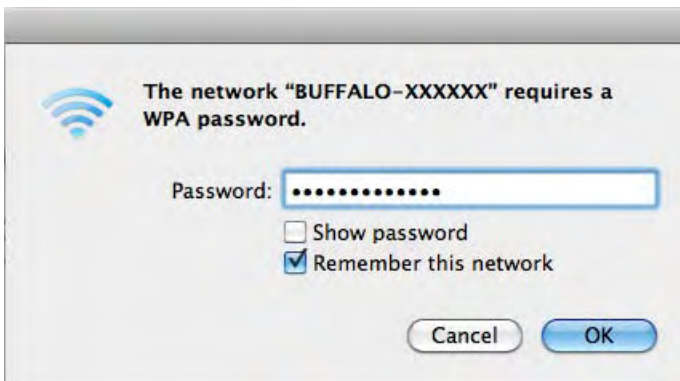 The network “BUFFALO-XXXXXX” requires a
WPA password.
Password: •••••••••••••
Show password
Remember this network
Cancel OK